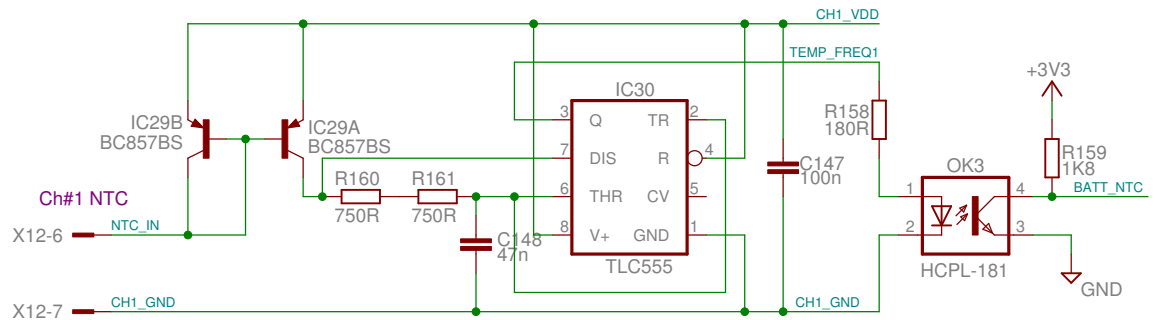 CH1_VDD
TEMP_FREQ1
+3V3
IC29B
BC857BS
IC29A
BC857BS
IC30
3
Q
TR
2
7
DIS
R
4
6
THR
CV
5
8
V+
GND
1
TLC555
R158
180R
R159
1K8
C147
100n
OK3
1
4
2
3
HCPL-181
BATT_NTC
GND
R160
750R
R161
750R
C148
47n
Ch#1 NTC
X12-6
NTC_IN
X12-7
CH1_GND
CH1_GND